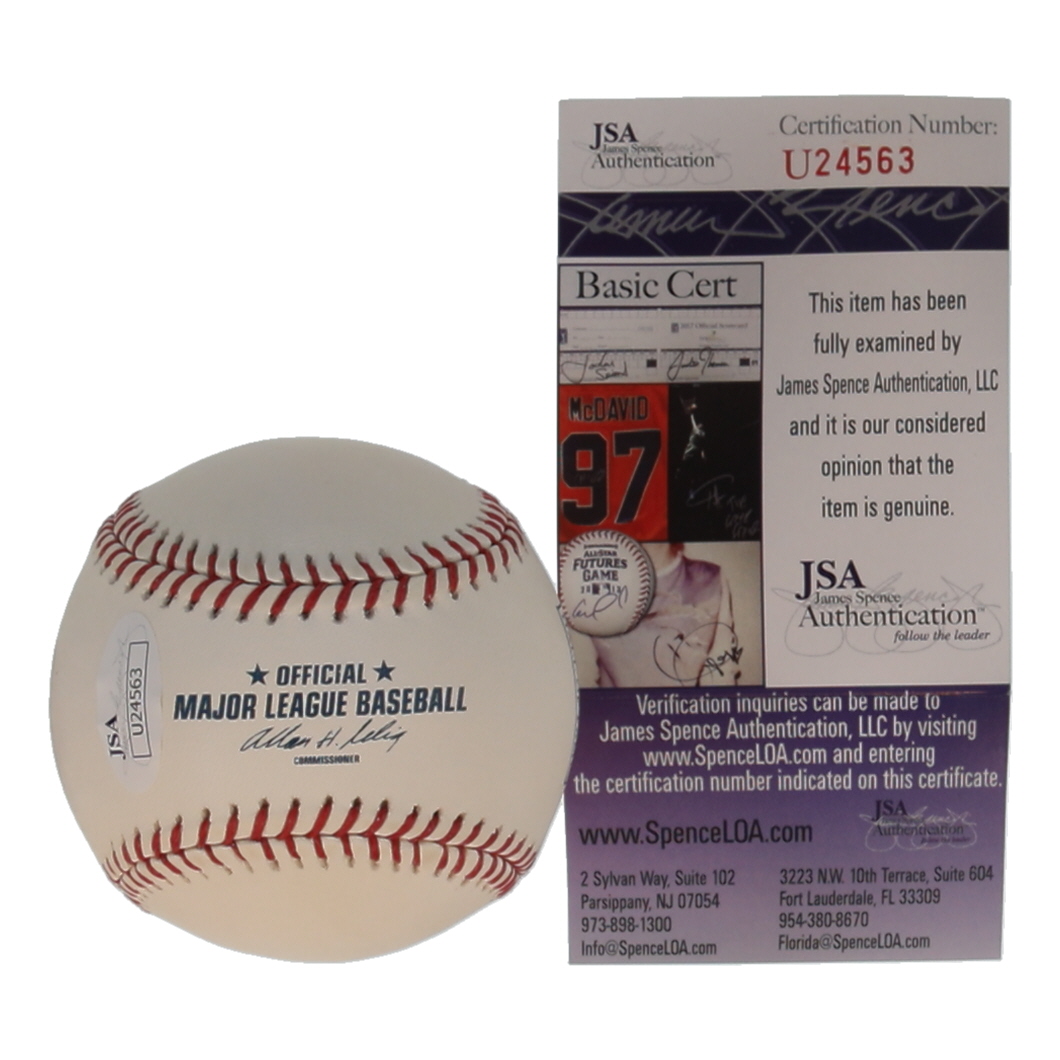 JSA
James Spence
Authentication™
Certification Number:
U24563
Basic Cert
2017 Official Scorecard
McDAVID
97
ALL-STAR
FUTURES
GAME
This item has been
fully examined by
James Spence Authentication, LLC
and it is our considered
opinion that the
item is genuine.
JSA
James Spence
Authentication™
follow the leader
Verification inquiries can be made to
James Spence Authentication, LLC by visiting
www.SpenceLOA.com and entering
the certification number indicated on this certificate.
www.SpenceLOA.com
JSA
Authentication
2 Sylvan Way, Suite 102
Parsippany, NJ 07054
973-898-1300
Info@SpenceLOA.com
3223 N.W. 10th Terrace, Suite 604
Fort Lauderdale, FL 33309
954-380-8670
Florida@SpenceLOA.com
★ OFFICIAL ★
MAJOR LEAGUE BASEBALL
Allan H. Selig
COMMISSIONER
JSA
U24563